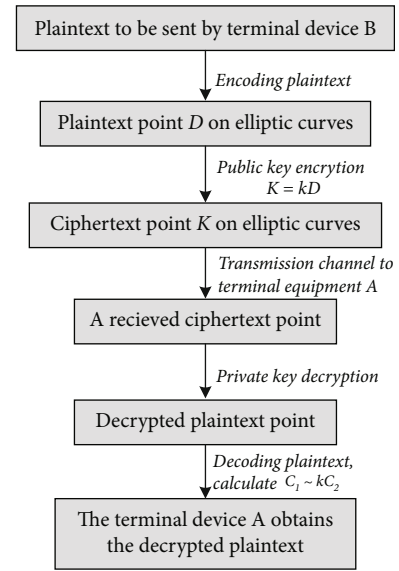 Plaintext to be sent by terminal device B
Encoding plaintext
Plaintext point D on elliptic curves
Public key encrytion
K = kD
Ciphertext point K on elliptic curves
Transmission channel to
terminal equipment A
A recieved ciphertext point
Private key decryption
Decrypted plaintext point
Decoding plaintext,
calculate C₁ ~ kC₂
The terminal device A obtains
the decrypted plaintext